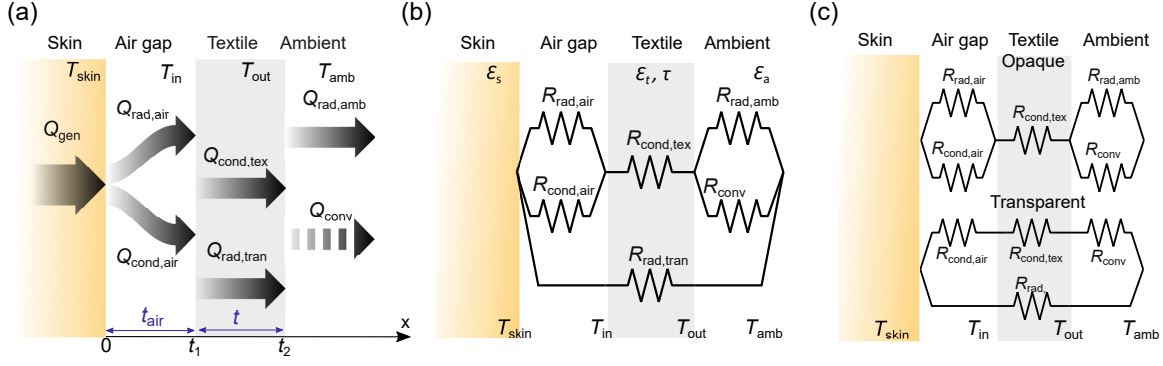 (a)
Skin Air gap Textile Ambient
T_skin T_in T_out T_amb
Q_gen
Q_rad,air
Q_rad,amb
Q_cond,tex
Q_conv
Q_cond,air
Q_rad,tran
t_air t
x
0 t_1 t_2
(b)
Skin Air gap Textile Ambient
ε_s ε_t, τ ε_a
R_rad,air R_rad,amb
R_cond,tex
R_cond,air R_conv
R_rad,tran
T_skin T_in T_out T_amb
(c)
Skin Air gap Textile Ambient
Opaque
R_rad,air R_rad,amb
R_cond,tex
R_cond,air R_conv
Transparent
R_cond,air R_cond,tex R_conv
R_rad,
T_skin T_in T_out T_amb